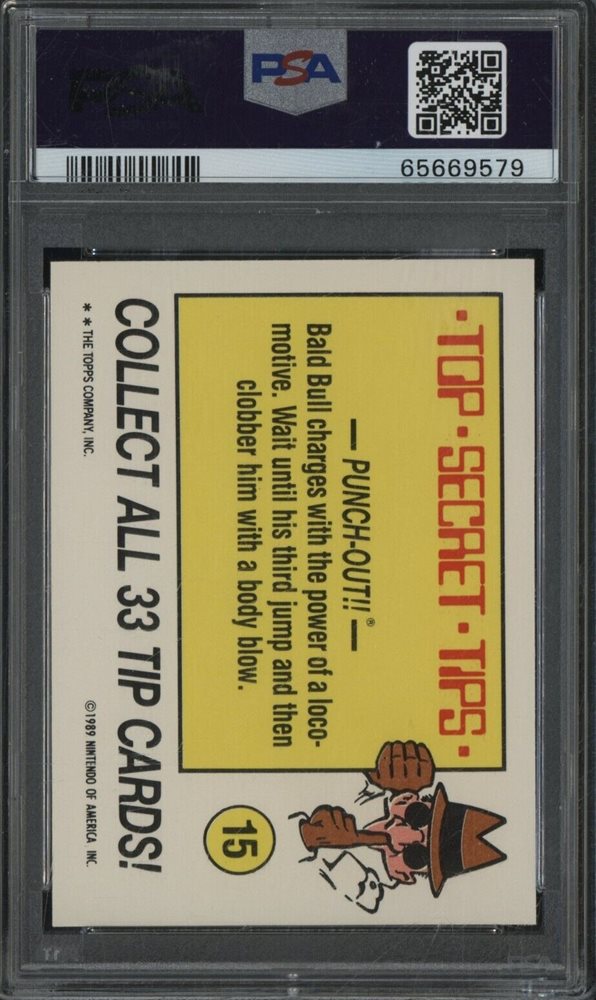 PSA
65669579
·TOP·SECRET·TIPS·
— PUNCH-OUT!!® —
Bald Bull charges with the power of a loco-
motive. Wait until his third jump and then
clobber him with a body blow.
15
COLLECT ALL 33 TIP CARDS!
* * THE TOPPS COMPANY, INC.
©1989 NINTENDO OF AMERICA INC.